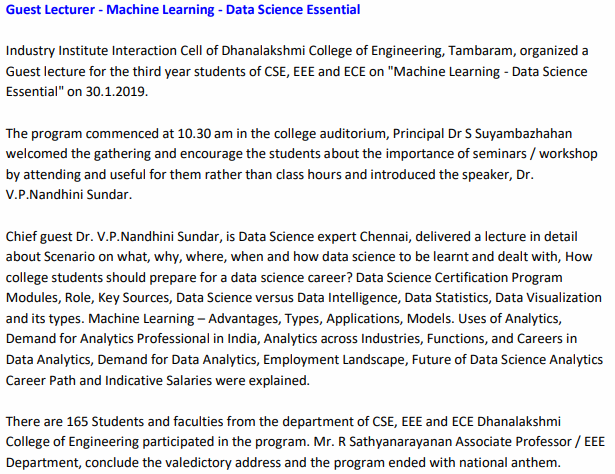 Guest Lecturer - Machine Learning - Data Science Essential
Industry Institute Interaction Cell of Dhanalakshmi College of Engineering, Tambaram, organized a
Guest lecture for the third year students of CSE, EEE and ECE on "Machine Learning - Data Science
Essential" on 30.1.2019.
The program commenced at 10.30 am in the college auditorium, Principal Dr S Suyambazhahan
welcomed the gathering and encourage the students about the importance of seminars / workshop
by attending and useful for them rather than class hours and introduced the speaker, Dr.
V.P.Nandhini Sundar.
Chief guest Dr. V.P.Nandhini Sundar, is Data Science expert Chennai, delivered a lecture in detail
about Scenario on what, why, where, when and how data science to be learnt and dealt with, How
college students should prepare for a data science career? Data Science Certification Program
Modules, Role, Key Sources, Data Science versus Data Intelligence, Data Statistics, Data Visualization
and its types. Machine Learning – Advantages, Types, Applications, Models. Uses of Analytics,
Demand for Analytics Professional in India, Analytics across Industries, Functions, and Careers in
Data Analytics, Demand for Data Analytics, Employment Landscape, Future of Data Science Analytics
Career Path and Indicative Salaries were explained.
There are 165 Students and faculties from the department of CSE, EEE and ECE Dhanalakshmi
College of Engineering participated in the program. Mr. R Sathyanarayanan Associate Professor / EEE
Department, conclude the valedictory address and the program ended with national anthem.